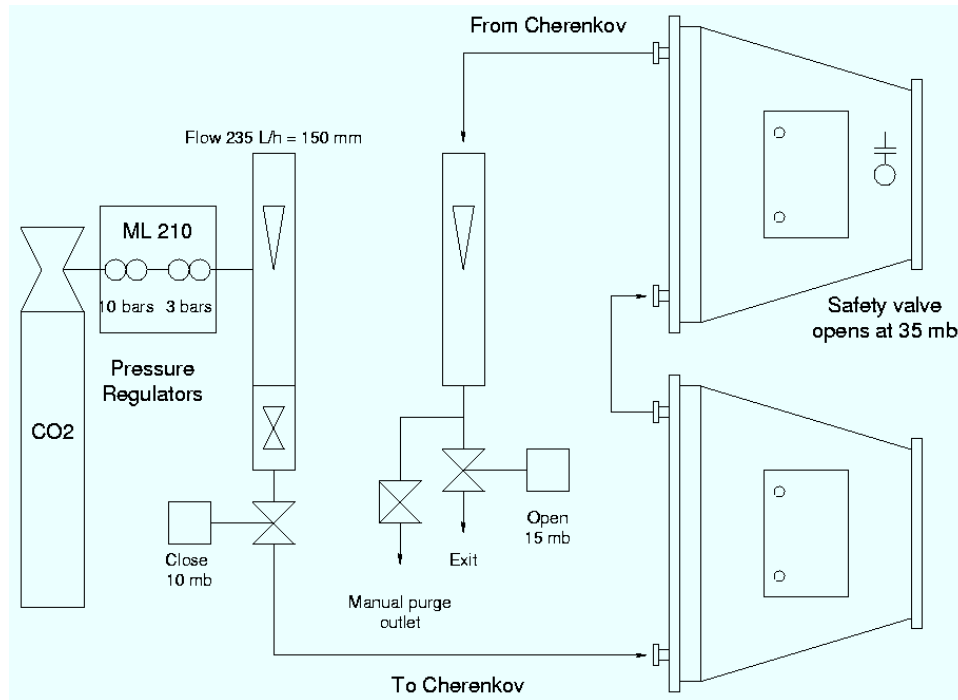 From Cherenkov
Flow 235 L/h = 150 mm
ML 210
10 bars 3 bars
Pressure
Regulators
CO2
Safety valve
opens at 35 mb
Close
10 mb
Open
15 mb
Exit
Manual purge
outlet
To Cherenkov